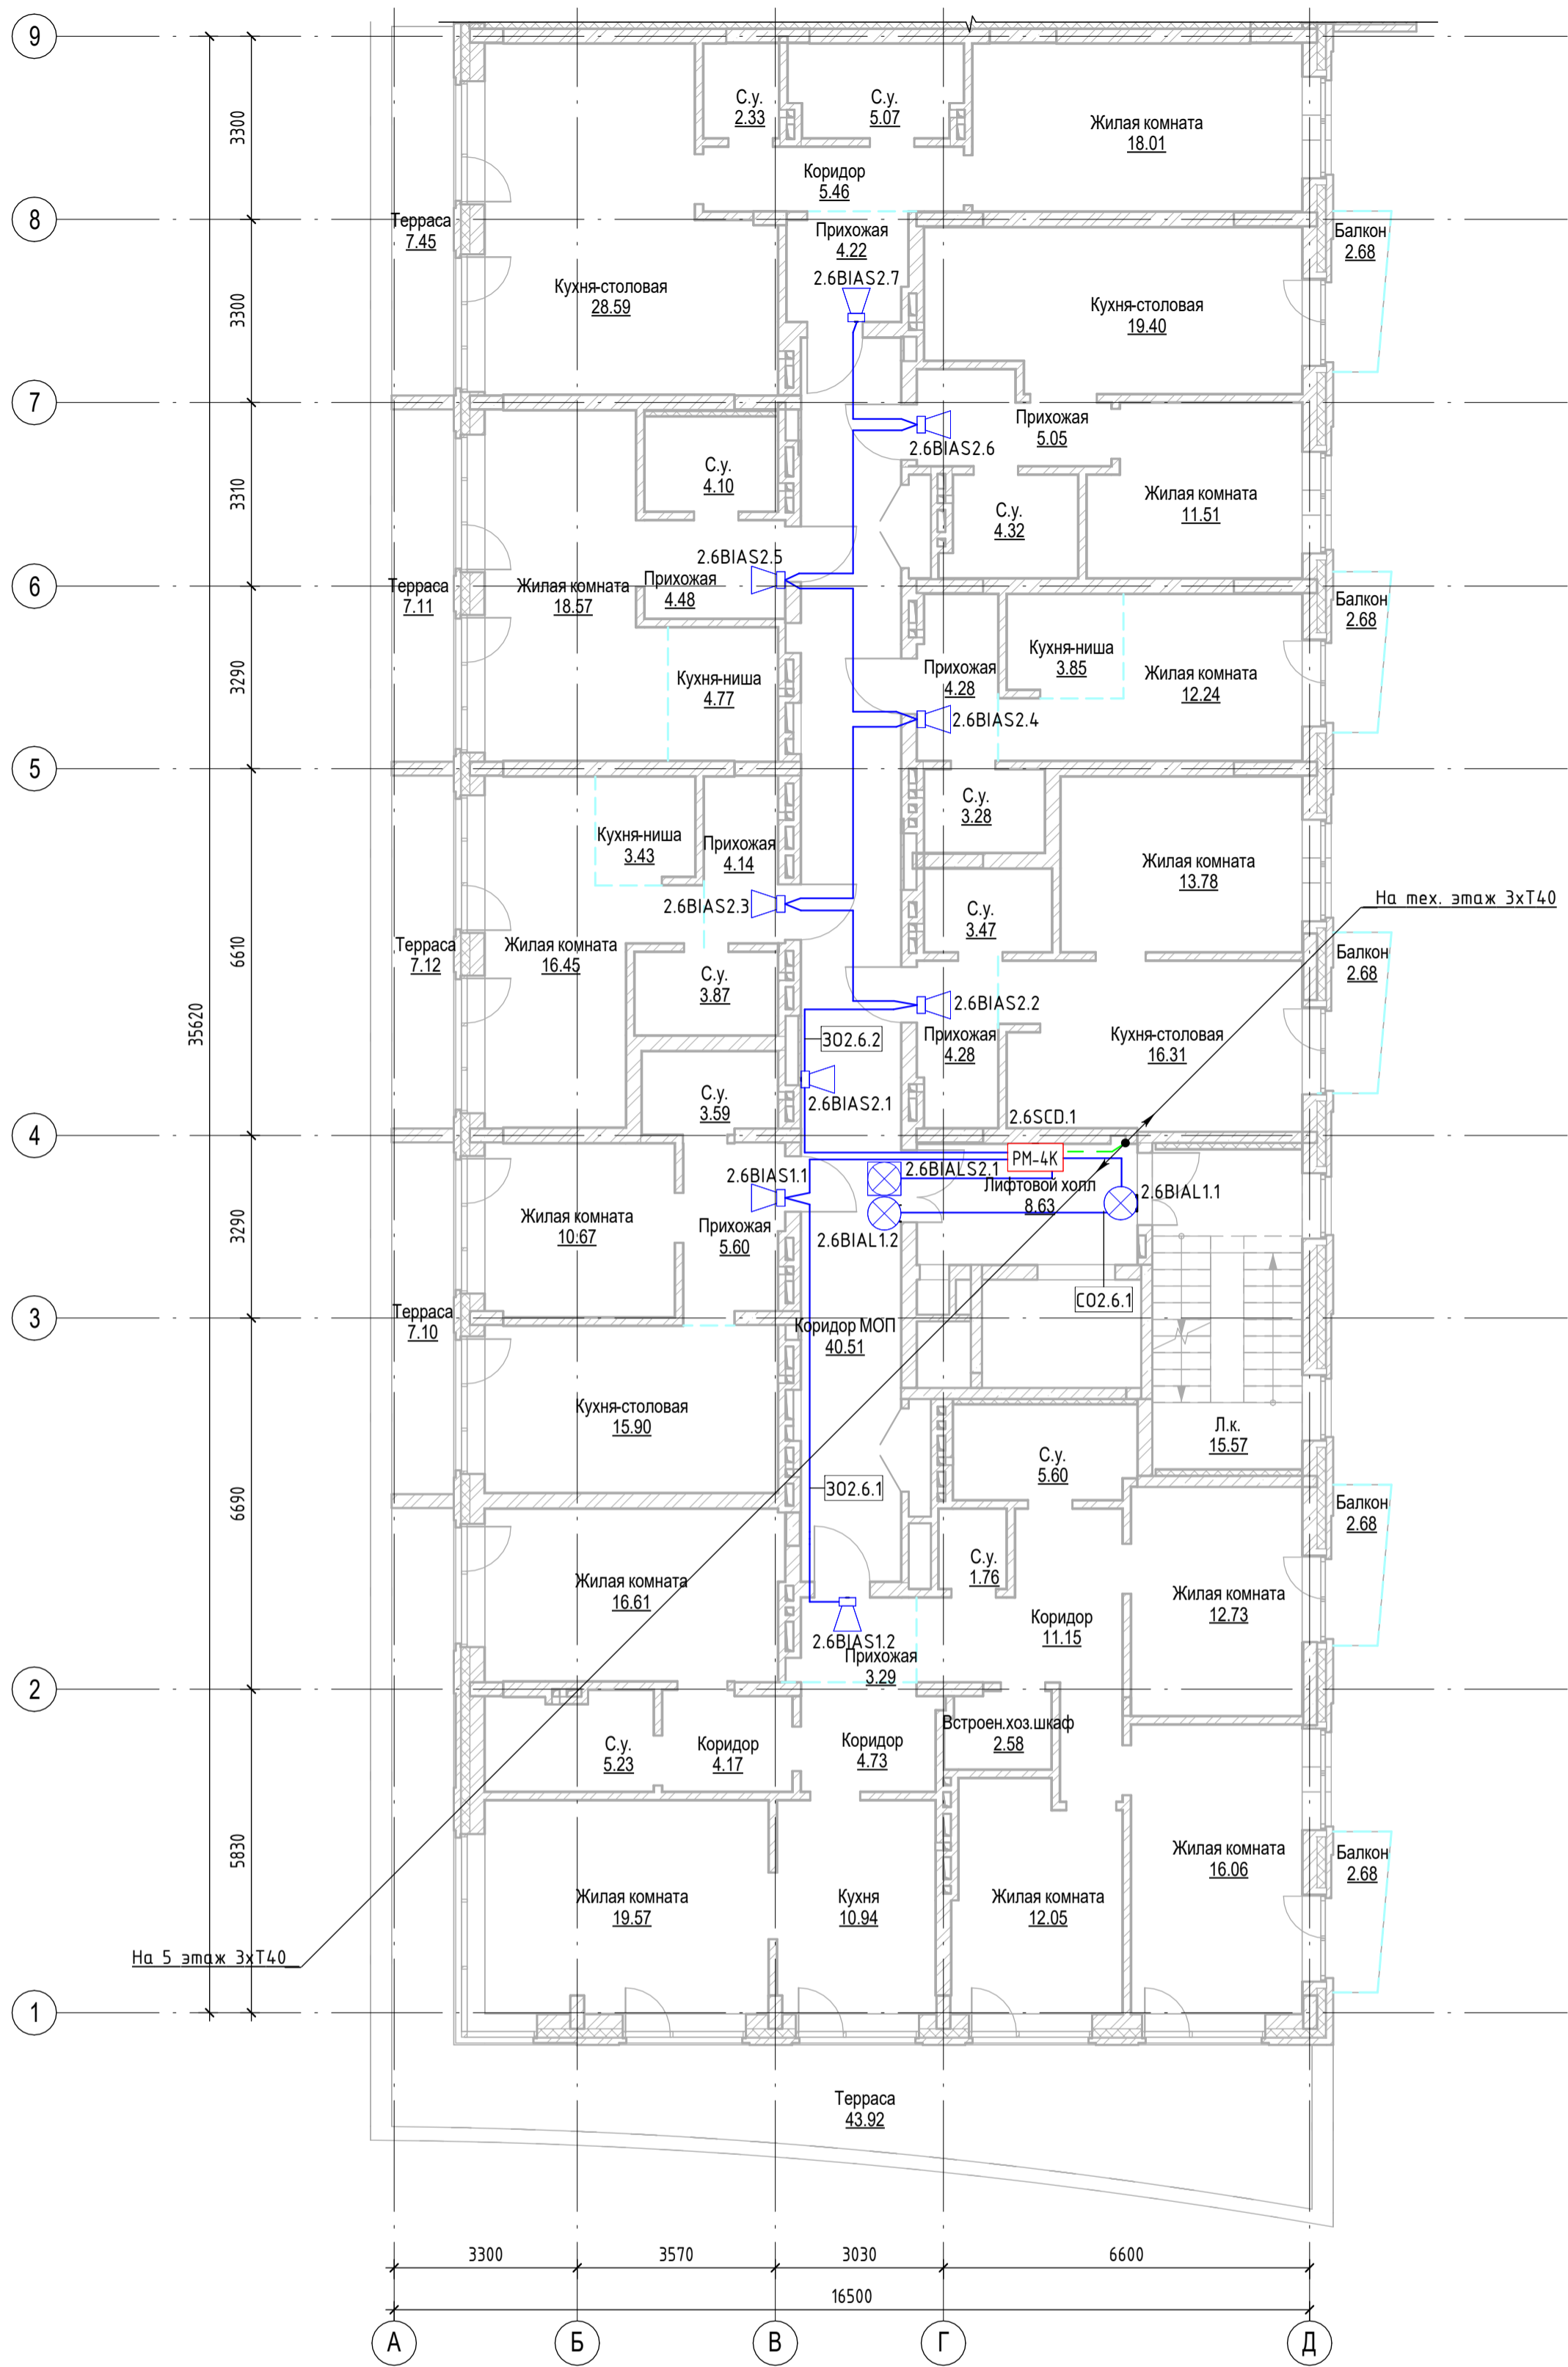 9
С.у.
2.33
С.у.
5.07
Жилая комната
18.01
3300
Коридор
5.46
8
Терраса
7.45
Прихожая
4.22
Балкон
2.68
2.6BIAS2.7
Кухня-столовая
28.59
Кухня-столовая
19.40
3300
7
Прихожая
5.05
2.6BIAS2.6
С.у.
4.10
Жилая комната
11.51
3310
С.у.
4.32
2.6BIAS2.5
6
Терраса
7.11
Жилая комната
18.57
Прихожая
4.48
Балкон
2.68
Кухня-ниша
3.85
Прихожая
4.28
Жилая комната
12.24
3290
Кухня-ниша
4.77
2.6BIAS2.4
5
С.у.
3.28
Кухня-ниша
3.43
Прихожая
4.14
Жилая комната
13.78
На тех. этаж 3хТ40
2.6BIAS2.3
С.у.
3.47
6610
Терраса
7.12
Жилая комната
16.45
Балкон
2.68
С.у.
3.87
2.6BIAS2.2
35620
ЗО2.6.2
Прихожая
4.28
Кухня-столовая
16.31
С.у.
3.59
2.6BIAS2.1
2.6SCD.1
4
РМ-4К
2.6BIAS1.1
2.6BIALS2.1
Лифтовой холл
8.63
2.6BIAL1.1
Жилая комната
10.67
3290
Прихожая
5.60
2.6BIAL1.2
СО2.6.1
3
Терраса
7.10
Коридор МОП
40.51
Кухня-столовая
15.90
Л.к.
15.57
С.у.
5.60
6690
ЗО2.6.1
Балкон
2.68
С.у.
1.76
Жилая комната
16.61
Жилая комната
12.73
Коридор
11.15
2.6BIAS1.2
Прихожая
3.29
2
Встроен.хоз.шкаф
2.58
С.у.
5.23
Коридор
4.17
Коридор
4.73
5830
Жилая комната
16.06
Балкон
2.68
Жилая комната
19.57
Кухня
10.94
Жилая комната
12.05
На 5 этаж 3хТ40
1
Терраса
43.92
3300
3570
3030
6600
16500
А
Б
В
Г
Д